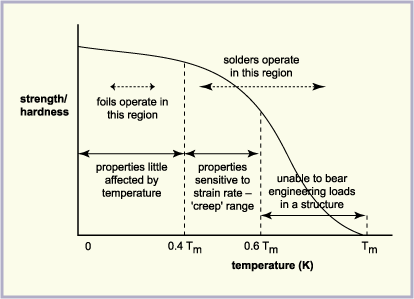 solders operate
in this region
strength/
hardness
foils operate in
this region
properties little
affected by
temperature
properties
sensitive to
strain rate –
'creep' range
unable to bear
engineering loads
in a structure
0
0.4 Tm
0.6 Tm
Tm
temperature (K)